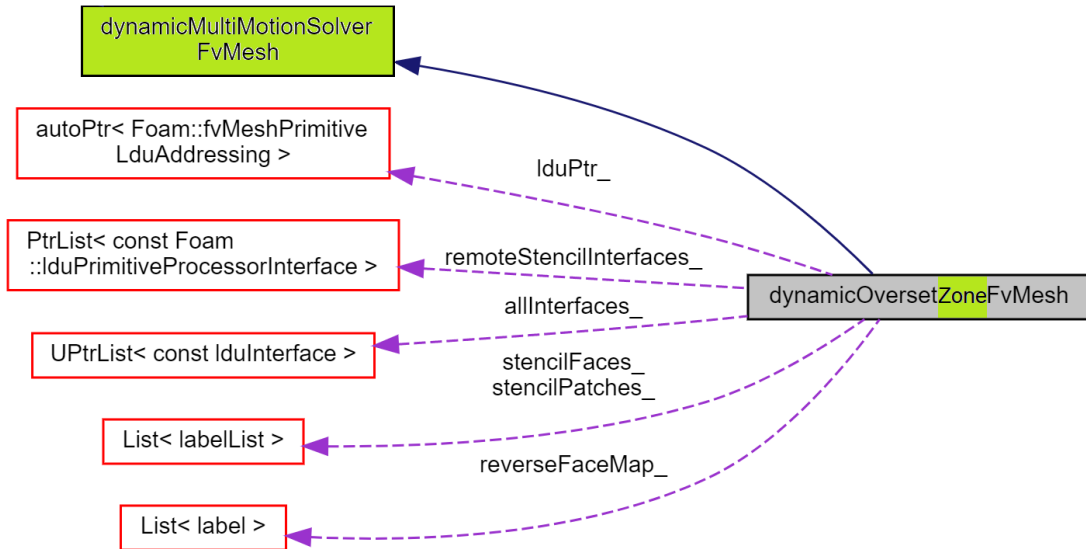 dynamicMultiMotionSolver
FvMesh
autoPtr< Foam::fvMeshPrimitive
LduAddressing >
lduPtr_
PtrList< const Foam
::lduPrimitiveProcessorInterface >
remoteStencilInterfaces_
dynamicOversetZoneFvMesh
allInterfaces_
UPtrList< const lduInterface >
stencilFaces_
stencilPatches_
List< labelList >
reverseFaceMap_
List< label >